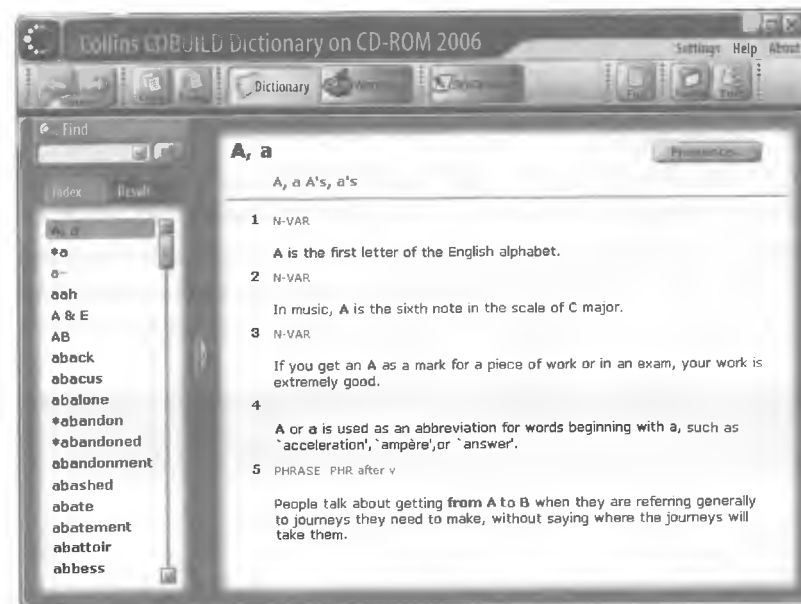 Collins COBUILD Dictionary on CD-ROM 2006
Settings Help About
Dictionary
Find
Index Result
A, a
*a
a-
aah
A & E
AB
aback
abacus
abalone
*abandon
*abandoned
abandonment
abashed
abate
abatement
abattoir
abbess
A, a
A, a A's, a's
1 N-VAR
A is the first letter of the English alphabet.
2 N-VAR
In music, A is the sixth note in the scale of C major.
3 N-VAR
If you get an A as a mark for a piece of work or in an exam, your work is
extremely good.
4
A or a is used as an abbreviation for words beginning with a, such as
`acceleration', `ampère',or `answer'.
5 PHRASE PHR after v
People talk about getting from A to B when they are referring generally
to journeys they need to make, without saying where the journeys will
take them.